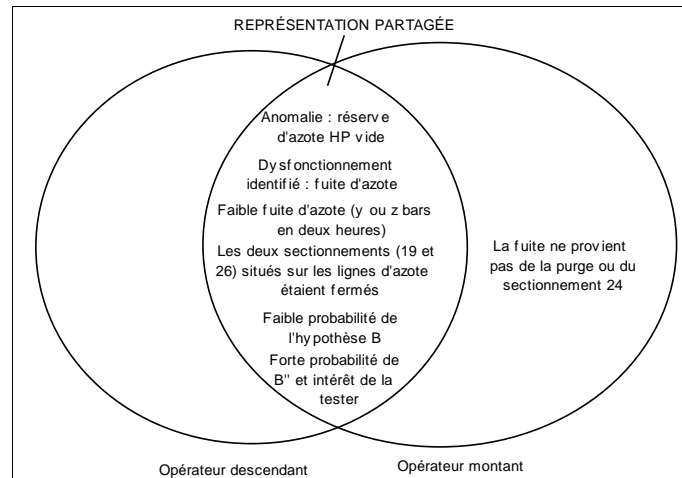 REPRÉSENTATION PARTAGÉE
Anomalie : réserve
d'azote HP vide
Dysfonctionnement
identifié : fuite d'azote
Faible fuite d'azote (y ou z bars
en deux heures)
Les deux sectionnements (19 et
26) situés sur les lignes d'azote
étaient fermés
Faible probabilité de
l'hypothèse B
Forte probabilité de
B'' et intérêt de la
tester
La fuite ne provient
pas de la purge ou du
sectionnement 24
Opérateur descendant
Opérateur montant